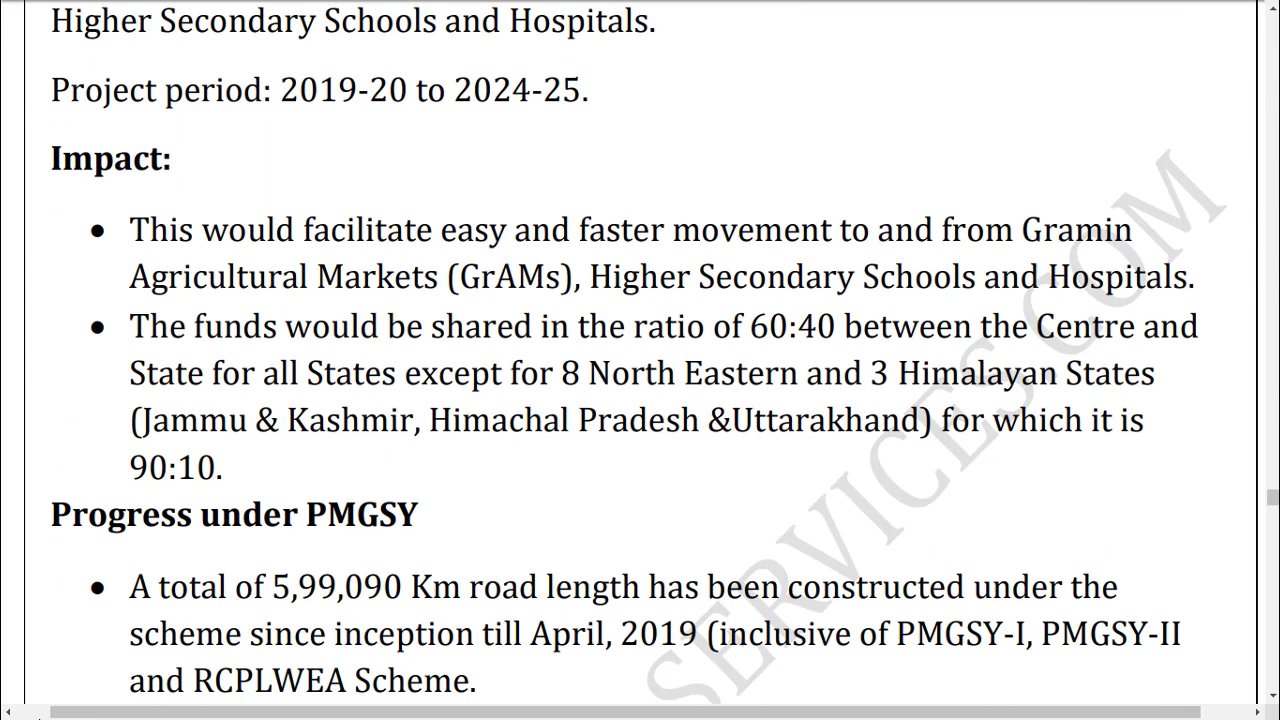 Higher Secondary Schools and Hospitals.
Project period: 2019-20 to 2024-25.
Impact:
• This would facilitate easy and faster movement to and from Gramin
Agricultural Markets (GrAMs), Higher Secondary Schools and Hospitals.
• The funds would be shared in the ratio of 60:40 between the Centre and
State for all States except for 8 North Eastern and 3 Himalayan States
(Jammu & Kashmir, Himachal Pradesh &Uttarakhand) for which it is
90:10.
Progress under PMGSY
• A total of 5,99,090 Km road length has been constructed under the
scheme since inception till April, 2019 (inclusive of PMGSY-I, PMGSY-II
and RCPLWEA Scheme.
SERVICES.COM